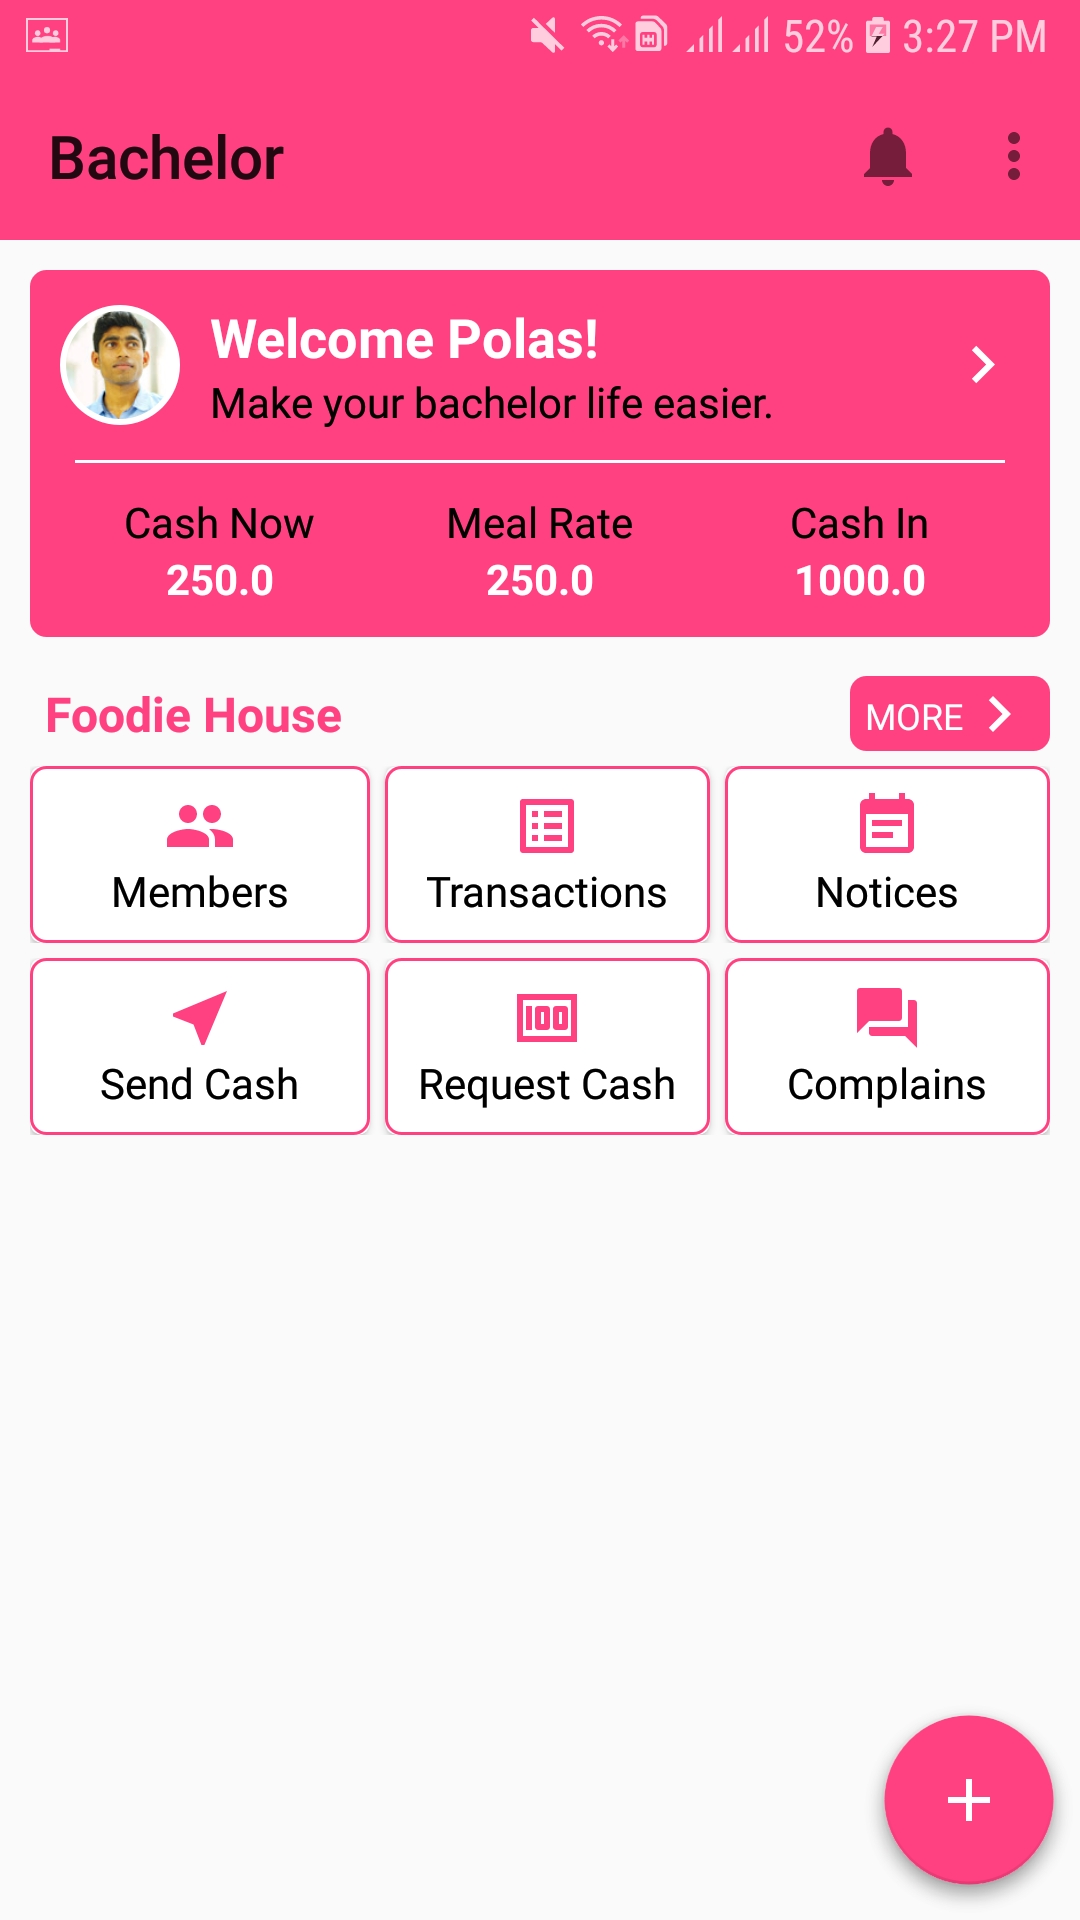 52% 3:27 PM
Bachelor
Welcome Polas!
Make your bachelor life easier.
Cash Now Meal Rate Cash In
250.0 250.0 1000.0
Foodie House MORE
Members Transactions Notices
100
Send Cash Request Cash Complains